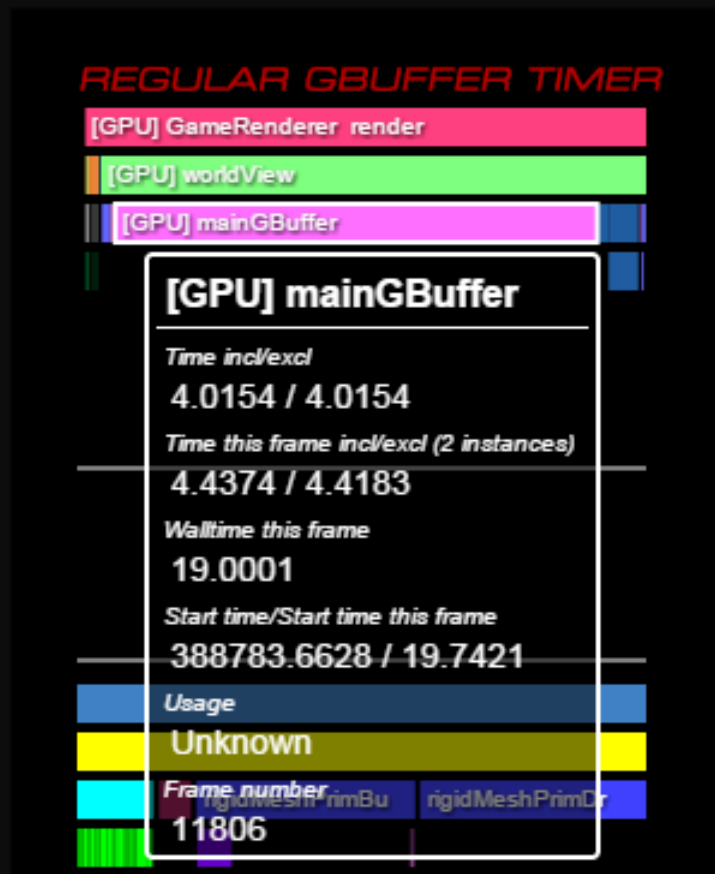 REGULAR GBUFFER TIMER
[GPU] GameRenderer render
[GPU] worldView
[GPU] mainGBuffer
[GPU] mainGBuffer
Time incl/excl
4.0154 / 4.0154
Time this frame incl/excl (2 instances)
4.4374 / 4.4183
Walltime this frame
19.0001
Start time/Start time this frame
388783.6628 / 19.7421
Usage
Unknown
Frame number
rigidMeshPrimBu
rigidMeshPrimDr
11806